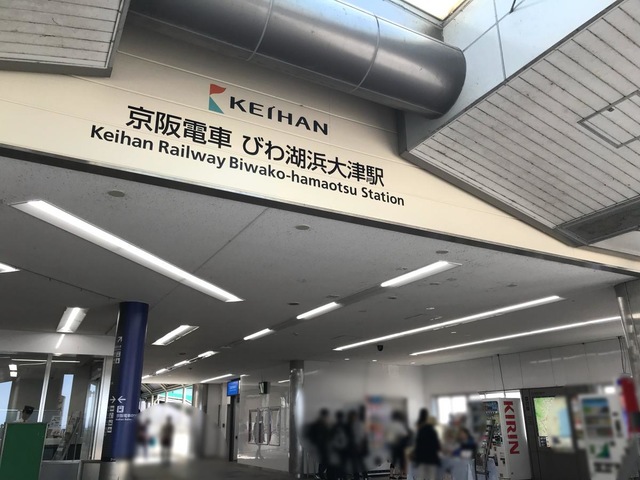 KEIHAN
京阪電車 びわ湖浜大津駅
Keihan Railway Biwako-hamaotsu Station
KIRIN